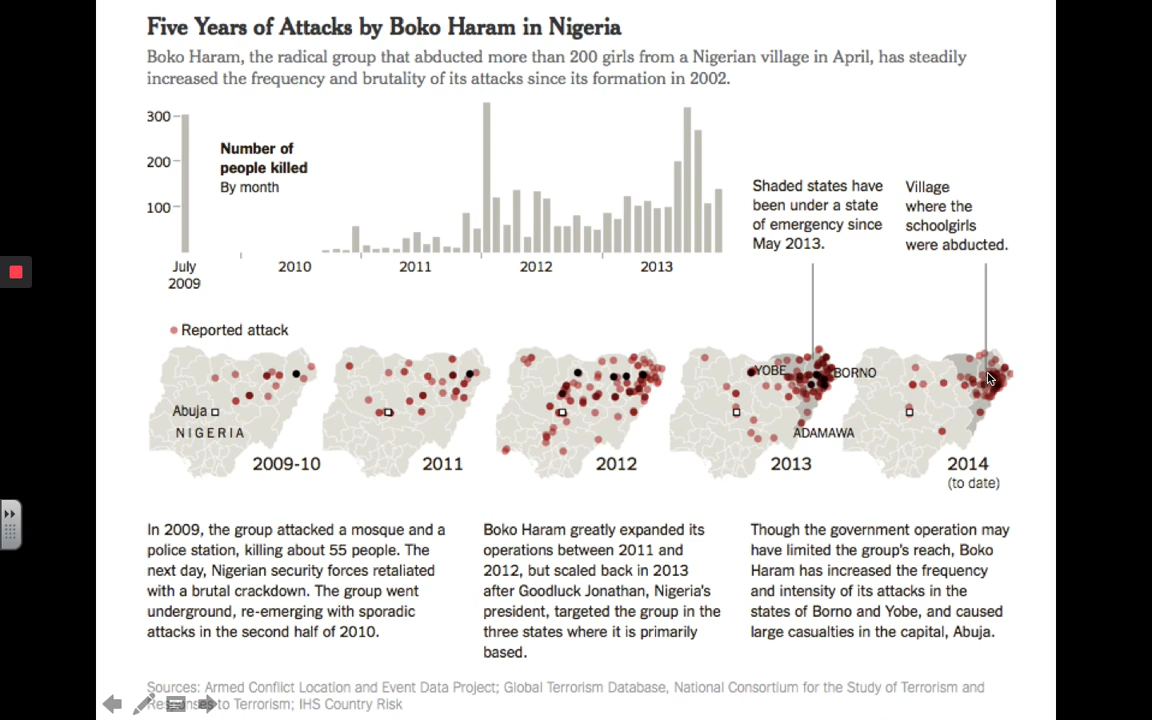 Five Years of Attacks by Boko Haram in Nigeria
Boko Haram, the radical group that abducted more than 200 girls from a Nigerian village in April, has steadily
increased the frequency and brutality of its attacks since its formation in 2002.
300
200
100
Number of
people killed
By month
July
2009
2010
2011
2012
2013
Shaded states have
been under a state
of emergency since
May 2013.
Village
where the
schoolgirls
were abducted.
Reported attack
Abuja
NIGERIA
2009-10
2011
2012
YOBE
BORNO
ADAMAWA
2013
2014
(to date)
In 2009, the group attacked a mosque and a
police station, killing about 55 people. The
next day, Nigerian security forces retaliated
with a brutal crackdown. The group went
underground, re-emerging with sporadic
attacks in the second half of 2010.
Boko Haram greatly expanded its
operations between 2011 and
2012, but scaled back in 2013
after Goodluck Jonathan, Nigeria's
president, targeted the group in the
three states where it is primarily
based.
Though the government operation may
have limited the group's reach, Boko
Haram has increased the frequency
and intensity of its attacks in the
states of Borno and Yobe, and caused
large casualties in the capital, Abuja.
Sources: Armed Conflict Location and Event Data Project; Global Terrorism Database, National Consortium for the Study of Terrorism and
Responses to Terrorism; IHS Country Risk